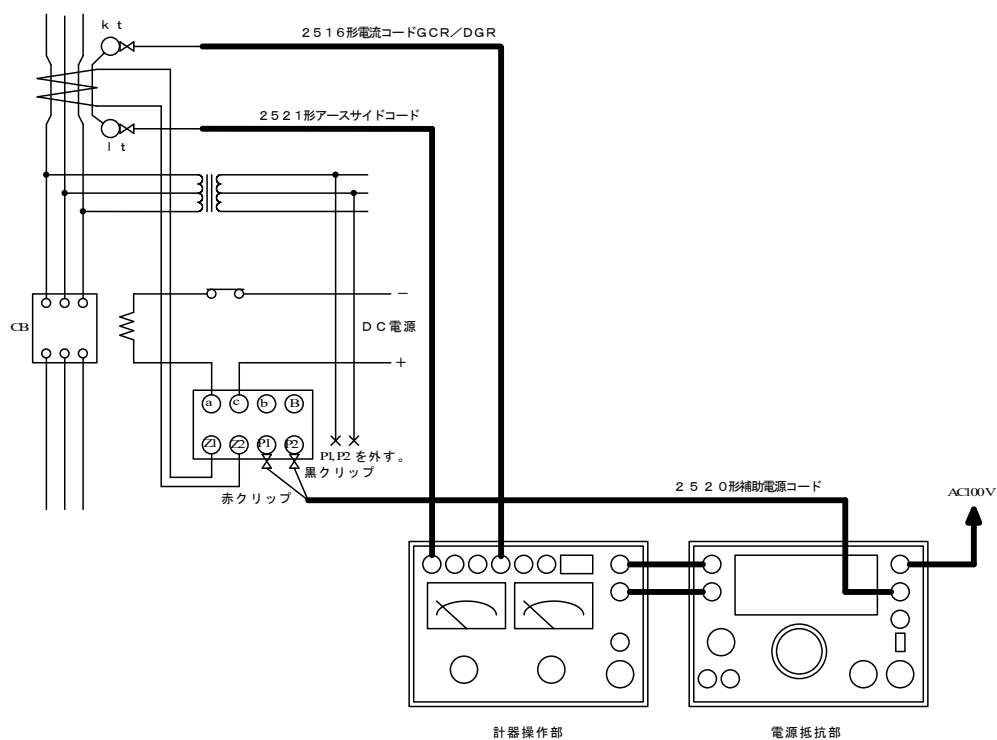 k t
2516形電流コードGCR/DGR
2521形アースサイドコード
l t
－
CB
DC電源
＋
a c b B
Z1 Z2 P1 P2
P1,P2 を外す。
黒クリップ
赤クリップ
2520形補助電源コード
AC100V
計器操作部
電源抵抗部